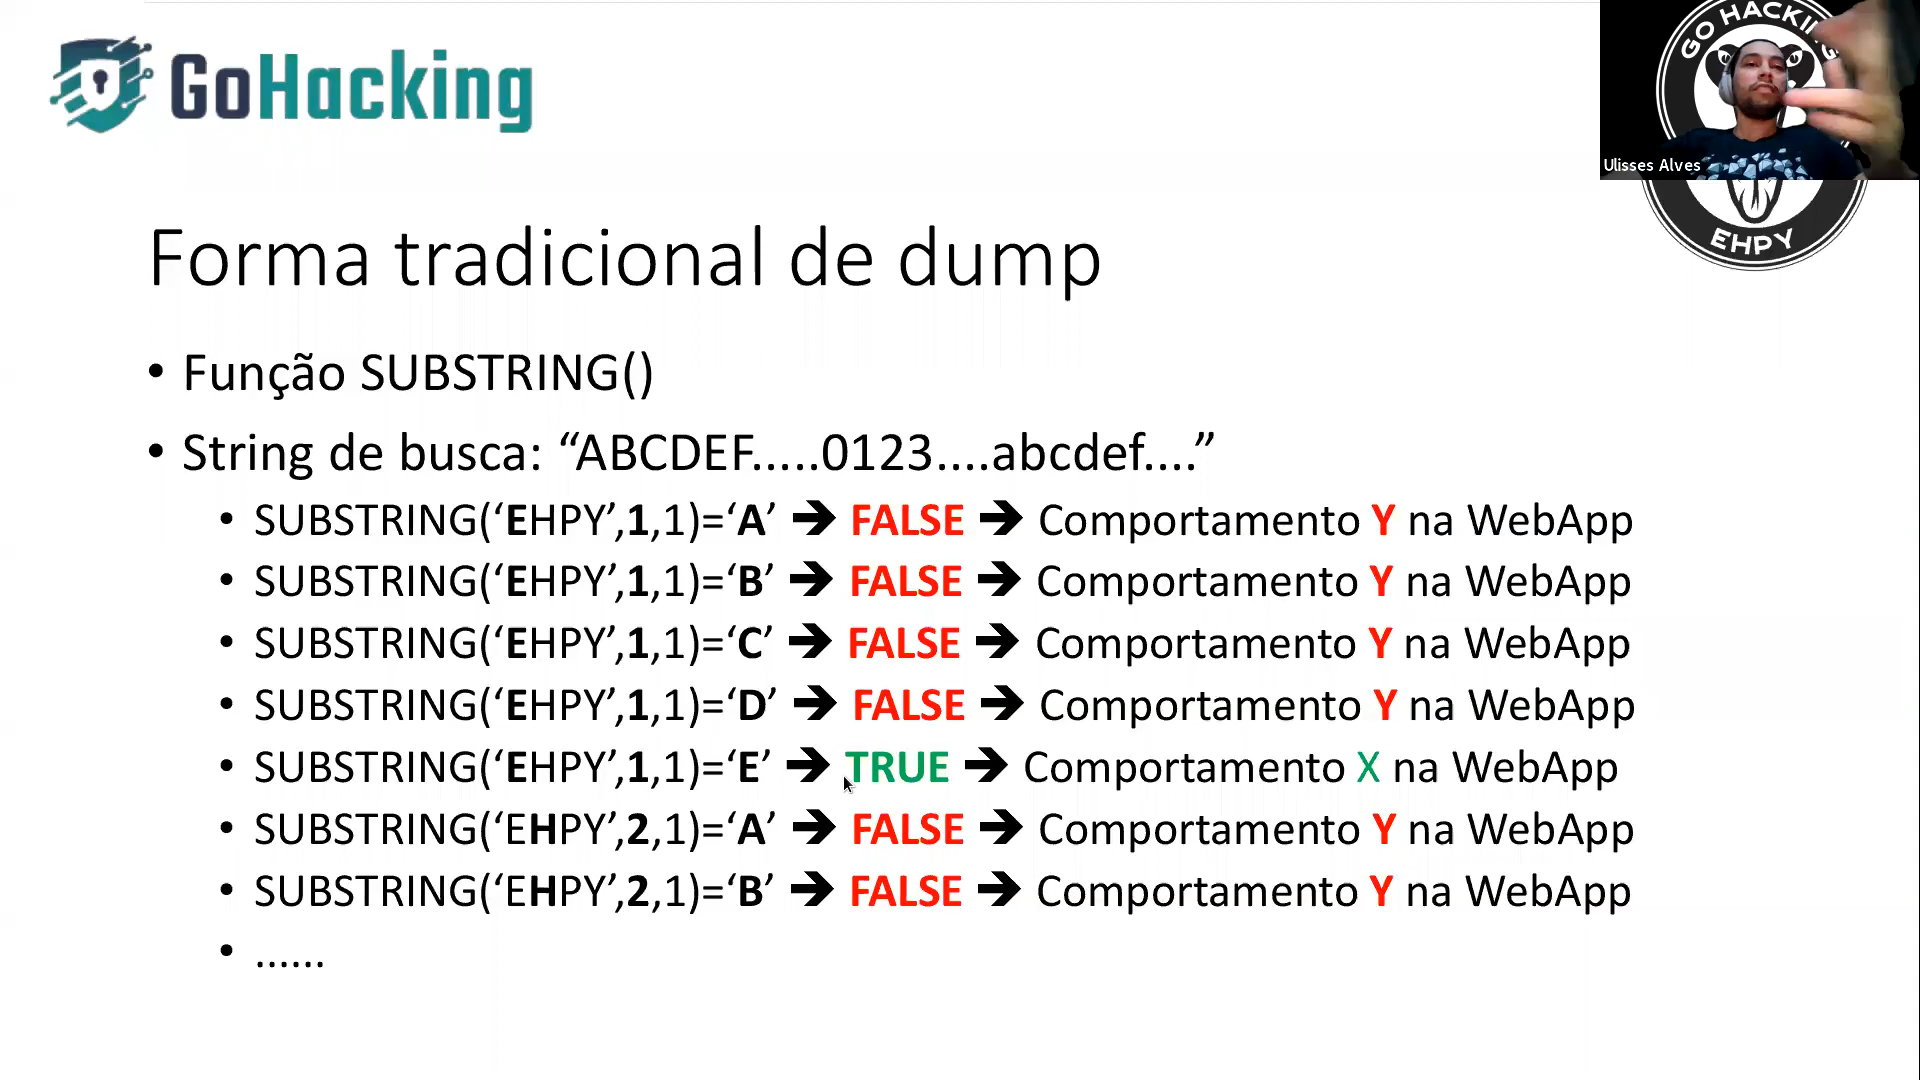 GoHacking
GO HACKING
Ulisses Alves
EHPY
Forma tradicional de dump
• Função SUBSTRING()
• String de busca: “ABCDEF.....0123....abcdef....”
• SUBSTRING(‘EHPY’,1,1)=‘A’ ➔ FALSE ➔ Comportamento Y na WebApp
• SUBSTRING(‘EHPY’,1,1)=‘B’ ➔ FALSE ➔ Comportamento Y na WebApp
• SUBSTRING(‘EHPY’,1,1)=‘C’ ➔ FALSE ➔ Comportamento Y na WebApp
• SUBSTRING(‘EHPY’,1,1)=‘D’ ➔ FALSE ➔ Comportamento Y na WebApp
• SUBSTRING(‘EHPY’,1,1)=‘E’ ➔ TRUE ➔ Comportamento X na WebApp
• SUBSTRING(‘EHPY’,2,1)=‘A’ ➔ FALSE ➔ Comportamento Y na WebApp
• SUBSTRING(‘EHPY’,2,1)=‘B’ ➔ FALSE ➔ Comportamento Y na WebApp
• ......